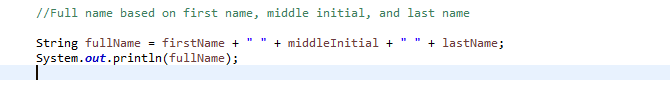 //Full name based on first name, middle initial, and last name
String fullName = firstName + " " + middleInitial + " " + lastName;
System.out.println(fullName);